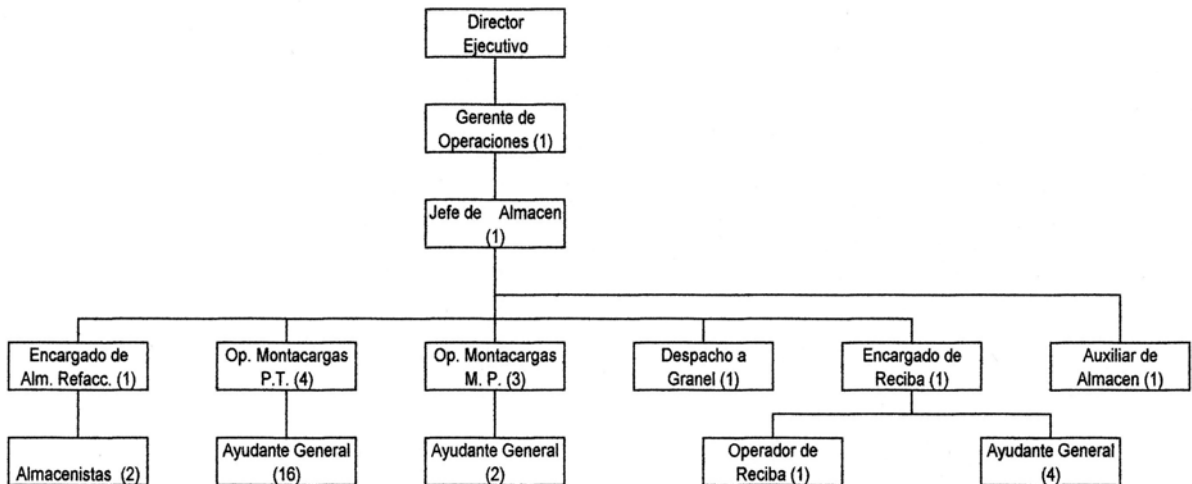 Director
Ejecutivo
Gerente de
Operaciones (1)
Jefe de Almacen
(1)
Encargado de
Alm. Refacc. (1)
Op. Montacargas
P.T. (4)
Op. Montacargas
M. P. (3)
Despacho a
Granel (1)
Encargado de
Reciba (1)
Auxiliar de
Almacen (1)
Almacenistas (2)
Ayudante General
(16)
Ayudante General
(2)
Operador de
Reciba (1)
Ayudante General
(4)